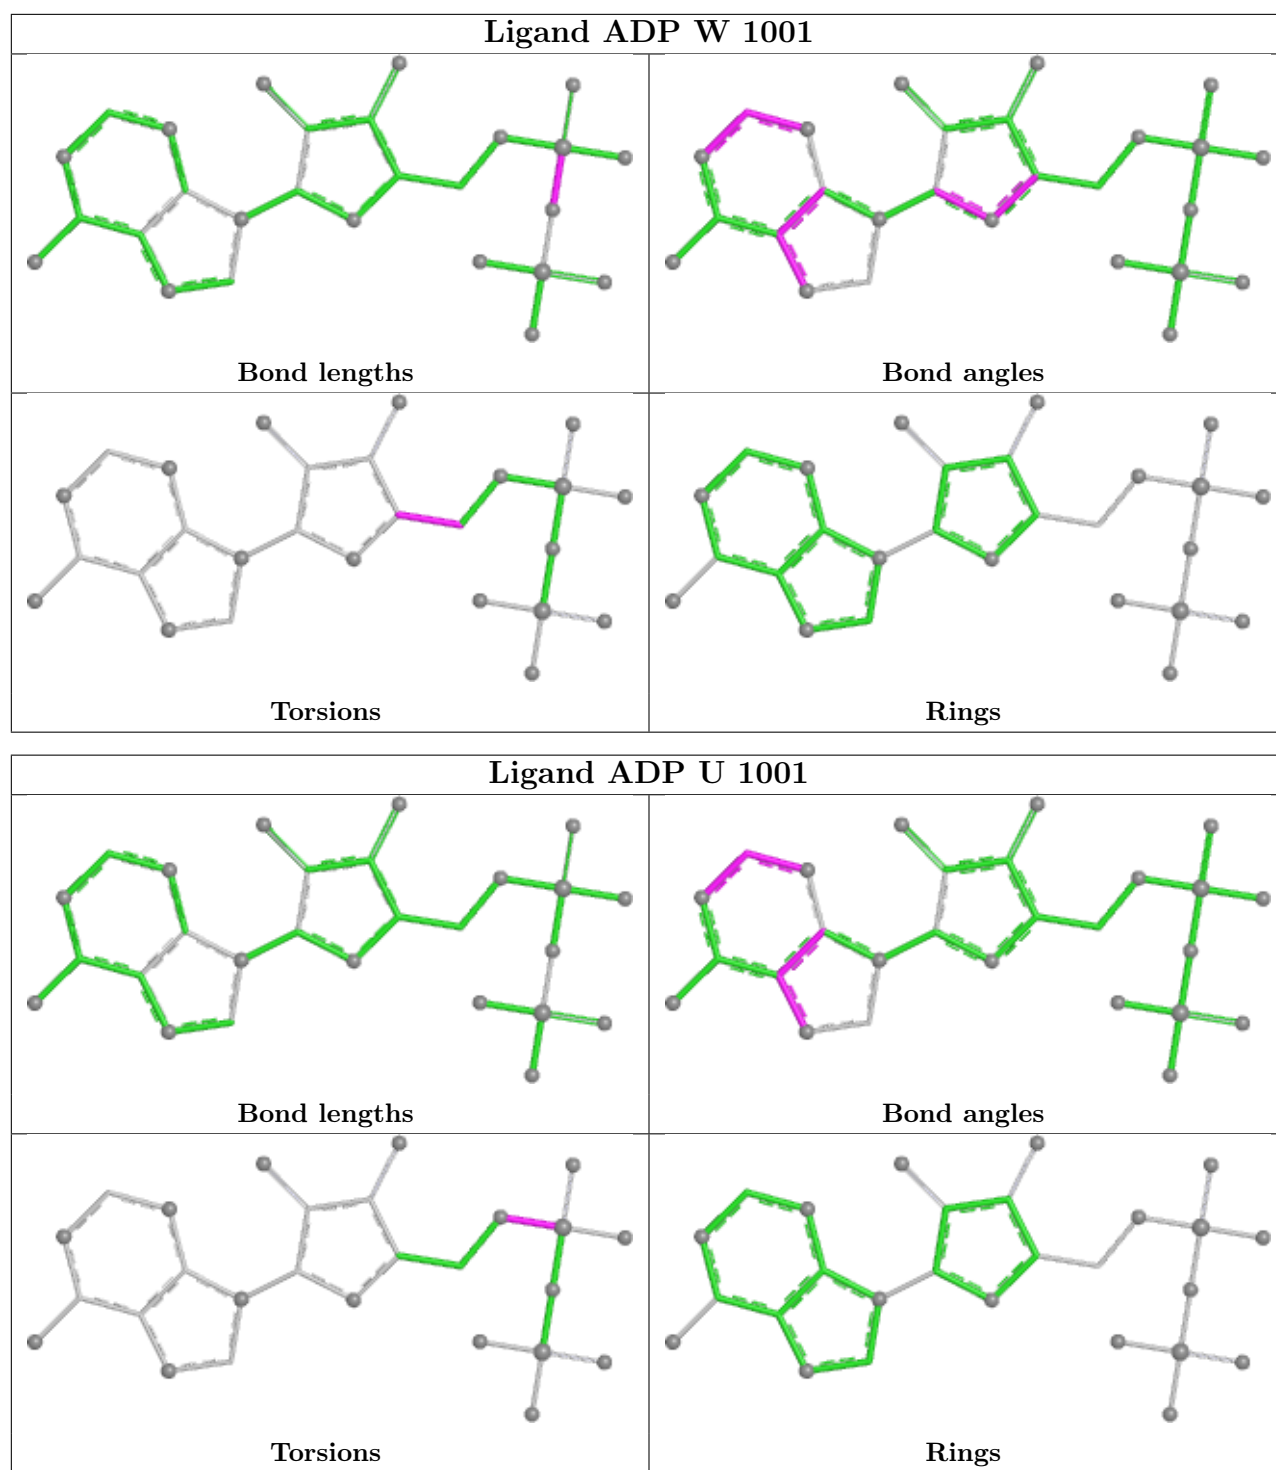 Ligand ADP W 1001
Bond lengths
Bond angles
Torsions
Rings
Ligand ADP U 1001
Bond lengths
Bond angles
Torsions
Rings